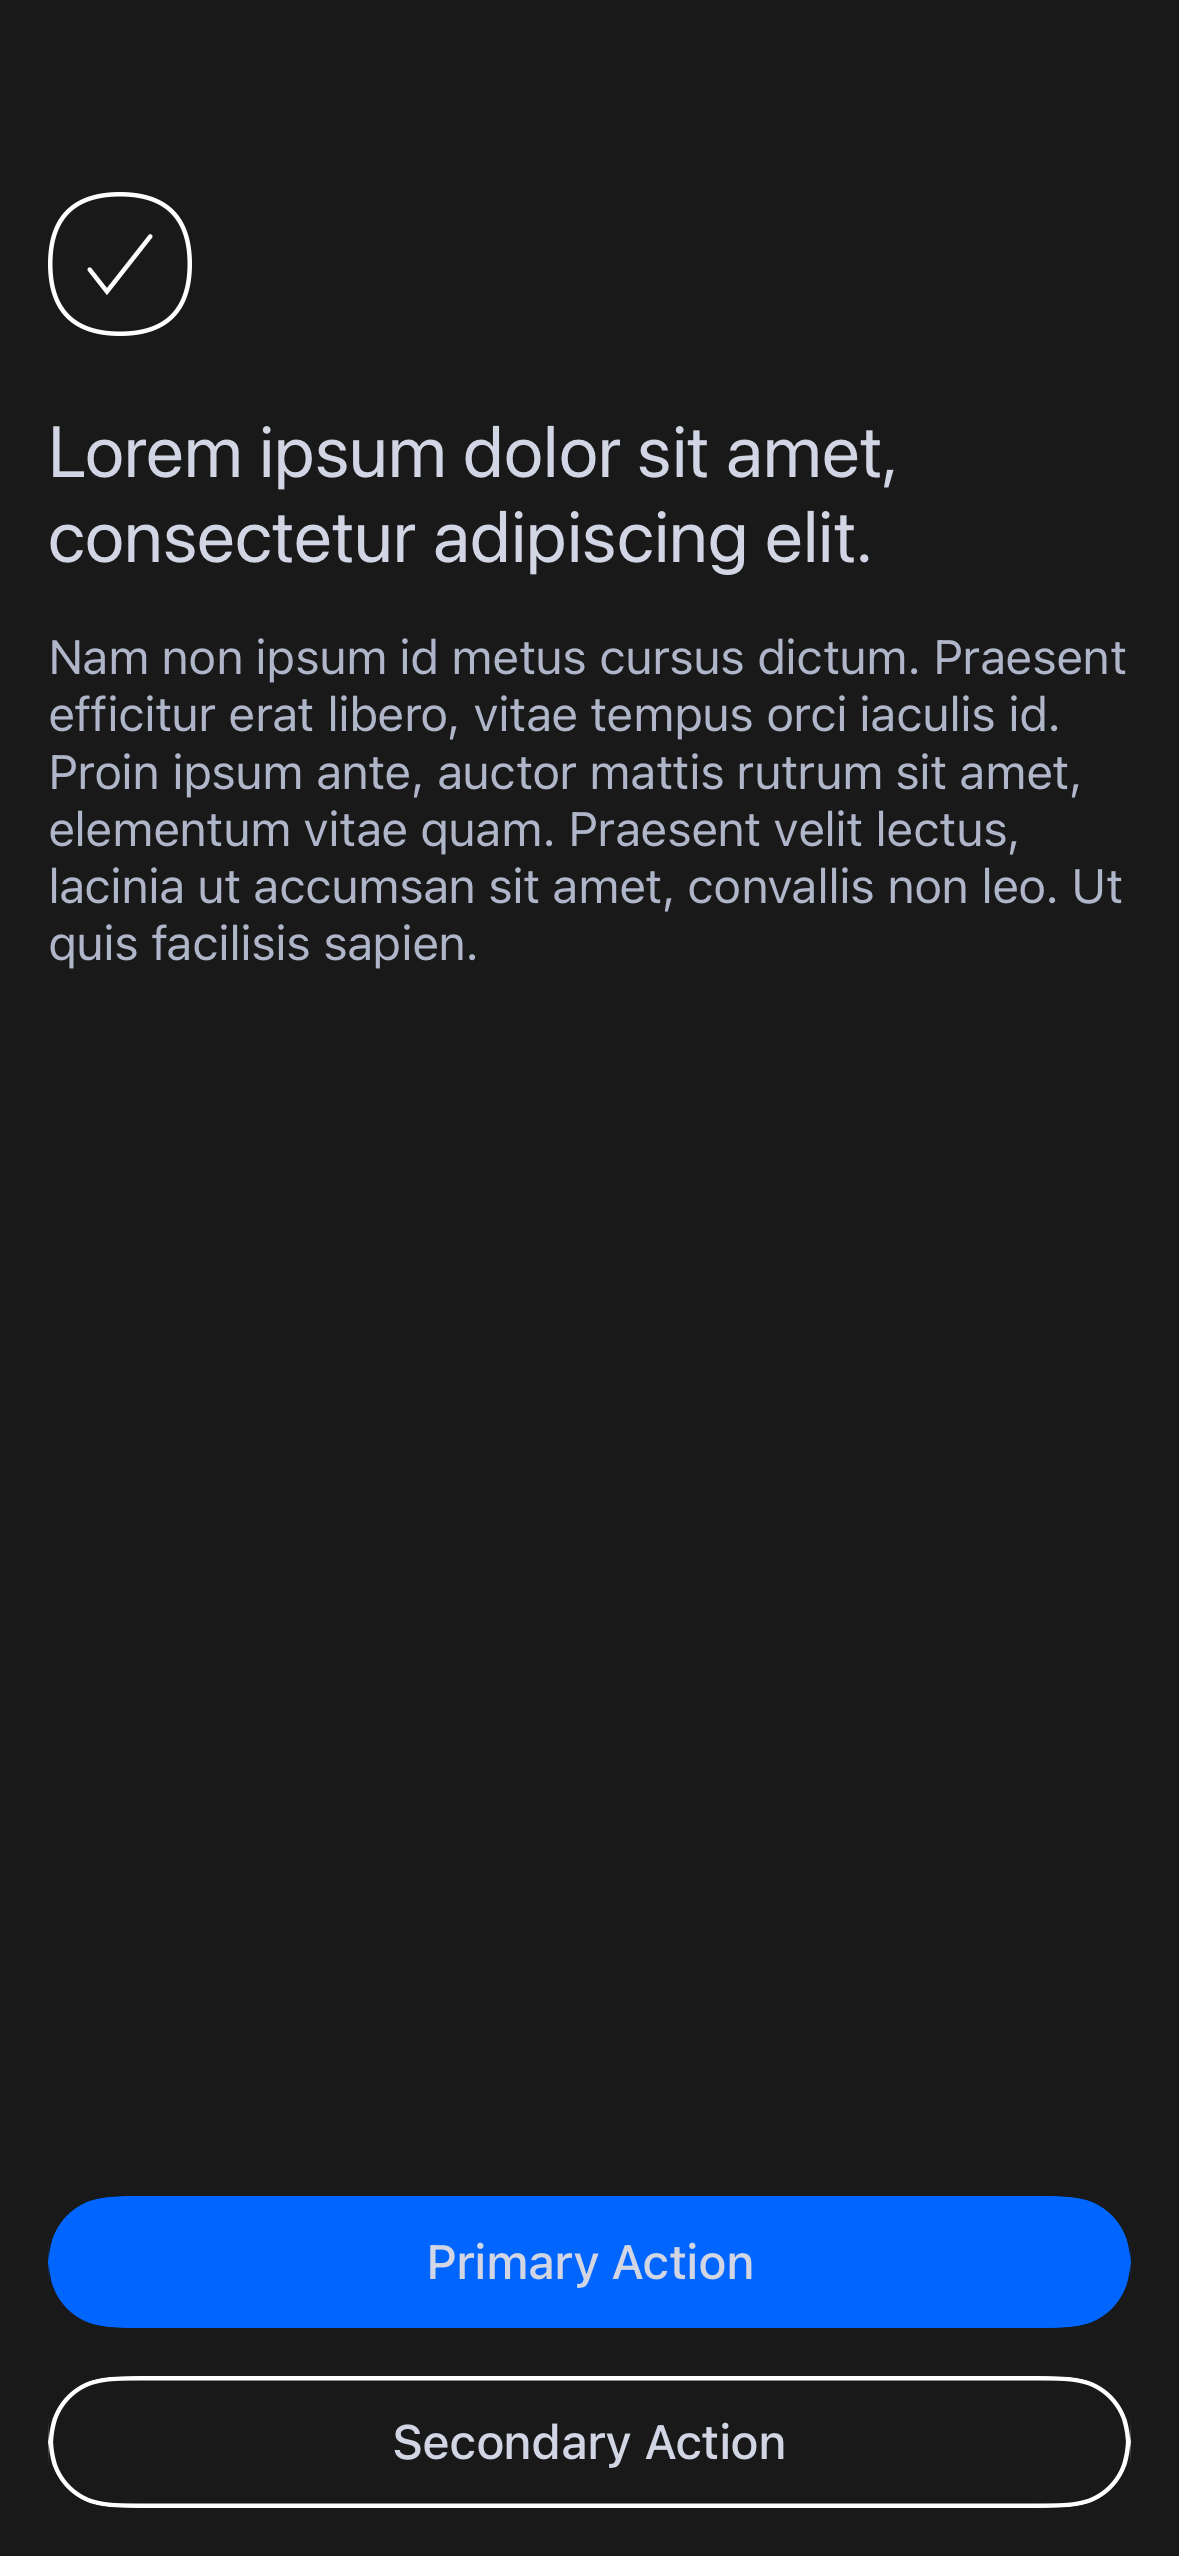 Lorem ipsum dolor sit amet,
consectetur adipiscing elit.
Nam non ipsum id metus cursus dictum. Praesent
efficitur erat libero, vitae tempus orci iaculis id.
Proin ipsum ante, auctor mattis rutrum sit amet,
elementum vitae quam. Praesent velit lectus,
lacinia ut accumsan sit amet, convallis non leo. Ut
quis facilisis sapien.
Primary Action
Secondary Action